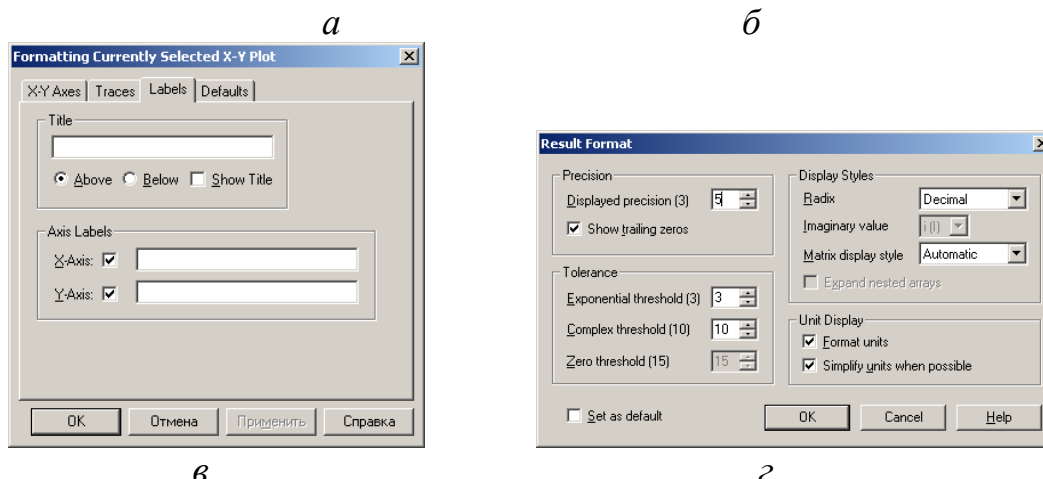 а
б
Formatting Currently Selected X-Y Plot
X-Y Axes Traces Labels Defaults
Title
Above Below Show Title
Axis Labels
X-Axis:
Y-Axis:
OK Отмена Применить Справка
в
Result Format
Precision
Displayed precision (3) 5
Show trailing zeros
Tolerance
Exponential threshold (3) 3
Complex threshold (10) 10
Zero threshold (15) 15
Display Styles
Radix Decimal
Imaginary value i (I)
Matrix display style Automatic
Expand nested arrays
Unit Display
Format units
Simplify units when possible
Set as default OK Cancel Help
г